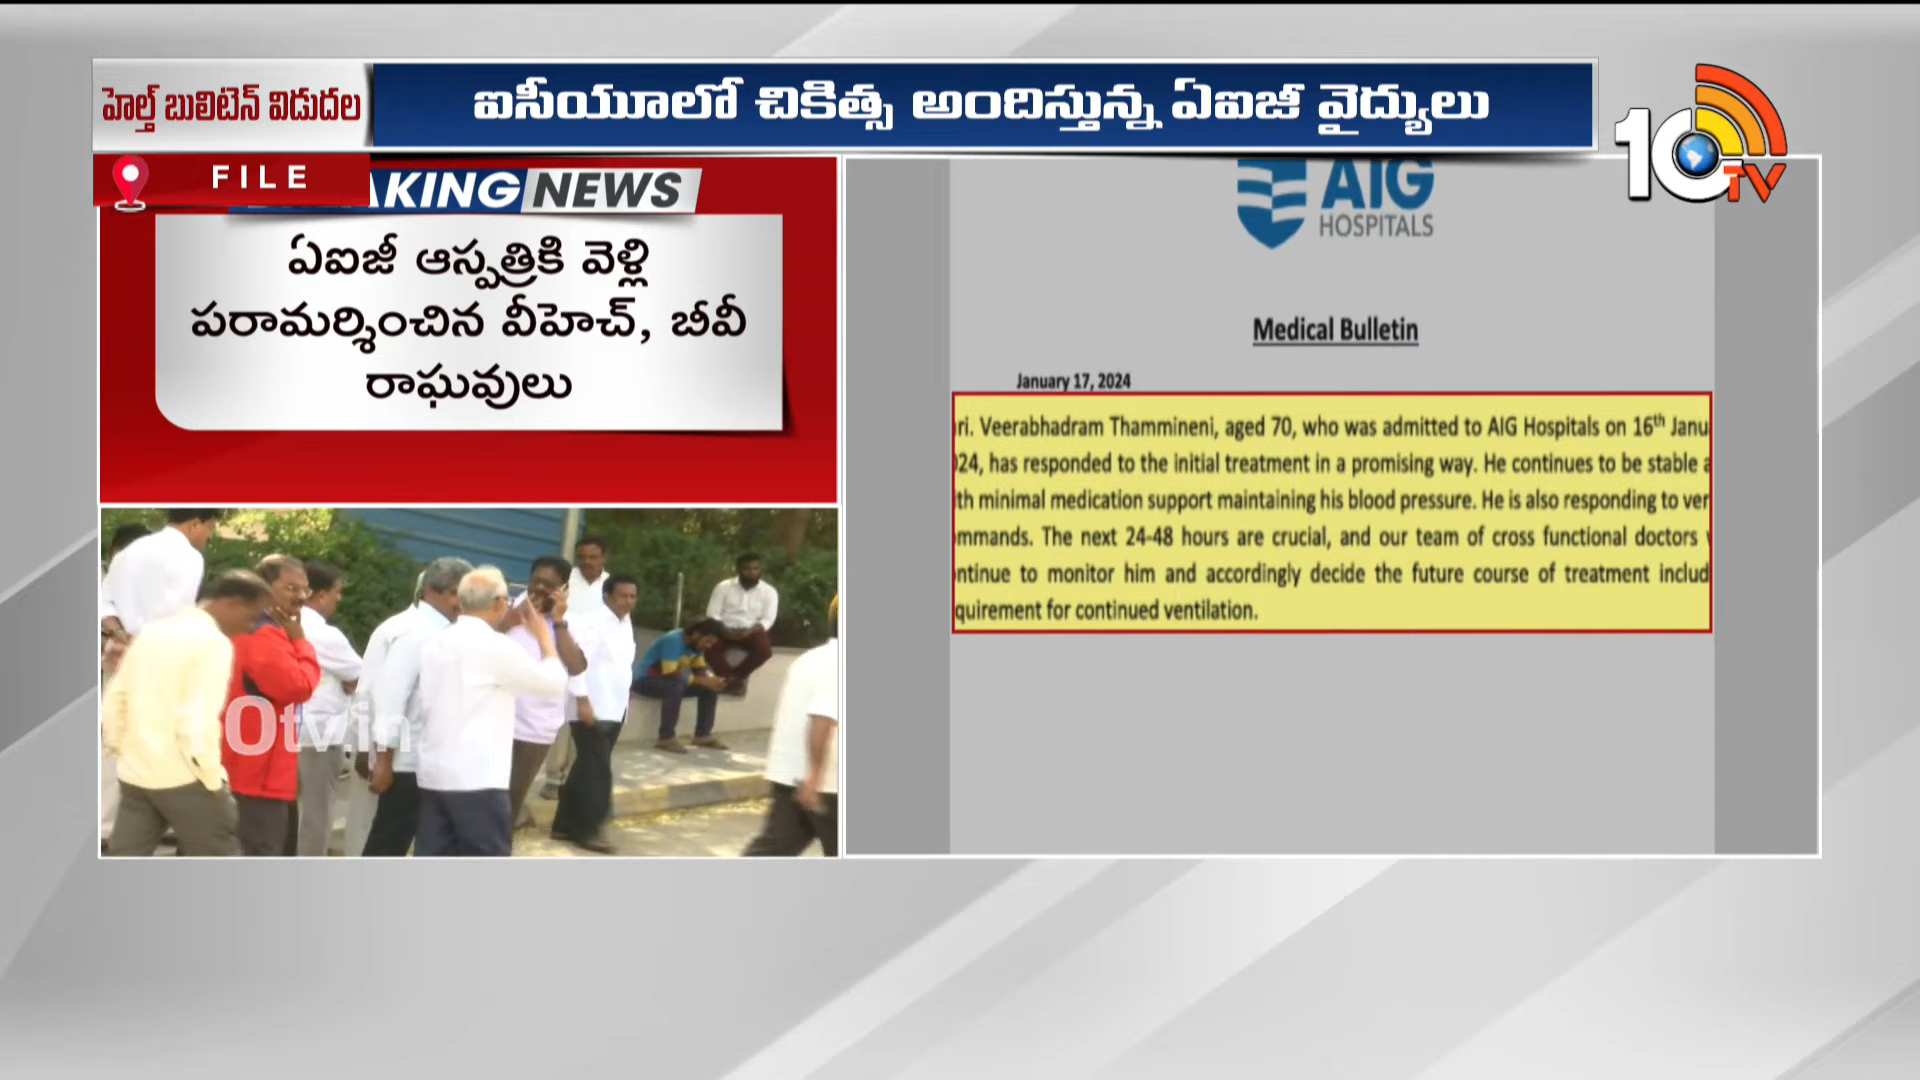 హెల్త్ బులిటెన్ విడుదల
ఐసీయూలో చికిత్స అందిస్తున్న ఏఐజీ వైద్యులు
10TV
FILE
AKING NEWS
ఏఐజీ ఆస్పత్రికి వెళ్లి
పరామర్శించిన వీహెచ్, బీవీ
రాఘవులు
AIG
HOSPITALS
Medical Bulletin
January 17, 2024
ri. Veerabhadram Thammineni, aged 70, who was admitted to AIG Hospitals on 16th Janu
24, has responded to the initial treatment in a promising way. He continues to be stable a
th minimal medication support maintaining his blood pressure. He is also responding to ver
mmands. The next 24-48 hours are crucial, and our team of cross functional doctors
ntinue to monitor him and accordingly decide the future course of treatment includ
quirement for continued ventilation.
10tv.in